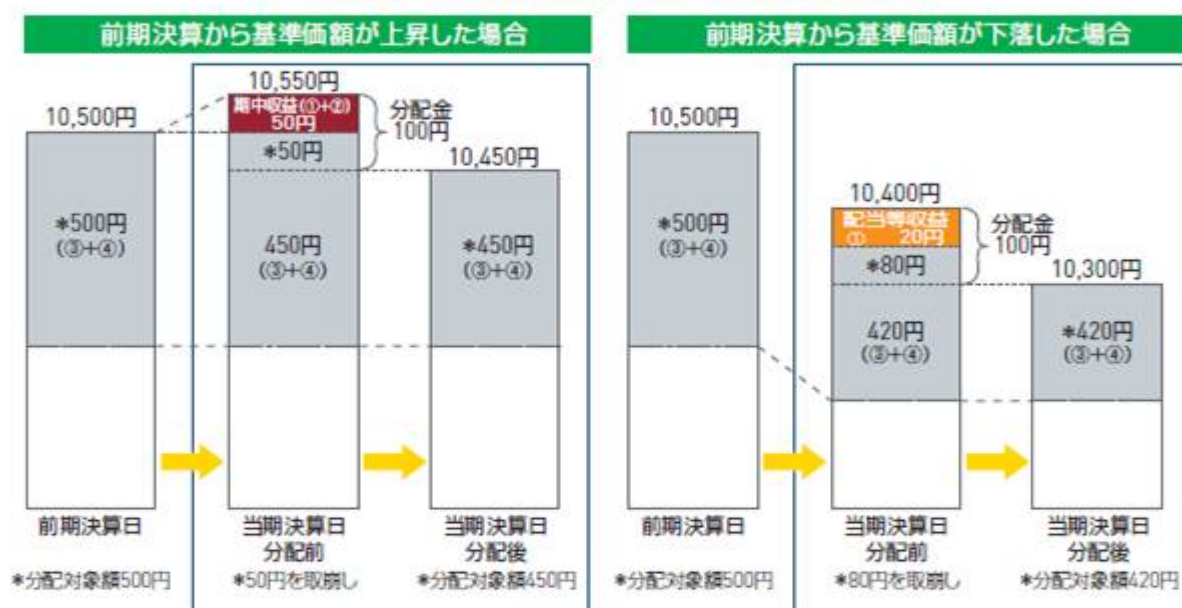 前期決算から基準価額が上昇した場合
10,500円
*500円
(③+④)
前期決算日
*分配対象額500円
10,550円
期中収益(①+②)
50円
*50円
450円
(③+④)
分配金
100円
当期決算日
分配前
*50円を取崩し
10,450円
*450円
(③+④)
当期決算日
分配後
*分配対象額450円
前期決算から基準価額が下落した場合
10,500円
*500円
(③+④)
前期決算日
*分配対象額500円
10,400円
配当等収益
① 20円
*80円
420円
(③+④)
分配金
100円
当期決算日
分配前
*80円を取崩し
10,300円
*420円
(③+④)
当期決算日
分配後
*分配対象額420円